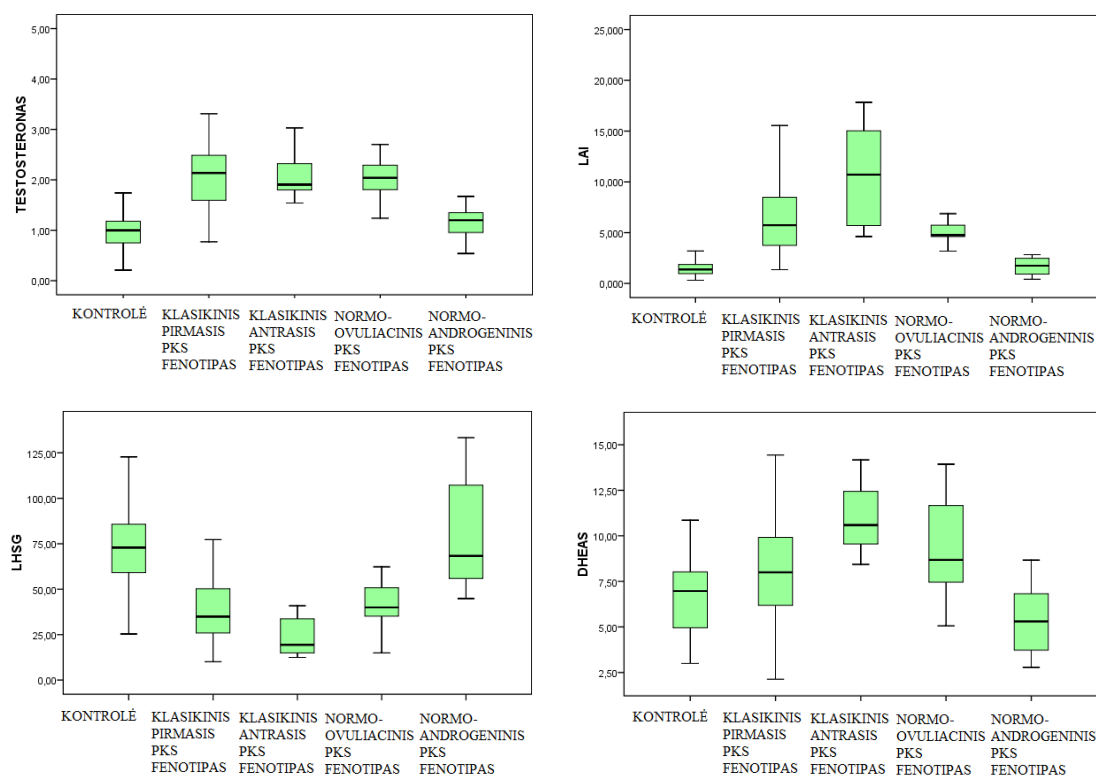 TESTOSTERONAS
5,00
4,00
3,00
2,00
1,00
0,00
KONTROLĖ
KLASIKINIS
PIRMASIS
PKS
FENOTIPAS
KLASIKINIS
ANTRASIS
PKS
FENOTIPAS
NORMO-
OVULIACINIS
PKS
FENOTIPAS
NORMO-
ANDROGENINIS
PKS
FENOTIPAS
LAI
25,000
20,000
15,000
10,000
5,000
0,000
KONTROLĖ
KLASIKINIS
PIRMASIS
PKS
FENOTIPAS
KLASIKINIS
ANTRASIS
PKS
FENOTIPAS
NORMO-
OVULIACINIS
PKS
FENOTIPAS
NORMO-
ANDROGENINIS
PKS
FENOTIPAS
LHSG
125,00
100,00
75,00
50,00
25,00
0,00
KONTROLĖ
KLASIKINIS
PIRMASIS
PKS
FENOTIPAS
KLASIKINIS
ANTRASIS
PKS
FENOTIPAS
NORMO-
OVULIACINIS
PKS
FENOTIPAS
NORMO-
ANDROGENINIS
PKS
FENOTIPAS
DHEAS
15,00
12,50
10,00
7,50
5,00
2,50
KONTROLĖ
KLASIKINIS
PIRMASIS
PKS
FENOTIPAS
KLASIKINIS
ANTRASIS
PKS
FENOTIPAS
NORMO-
OVULIACINIS
PKS
FENOTIPAS
NORMO-
ANDROGENINIS
PKS
FENOTIPAS